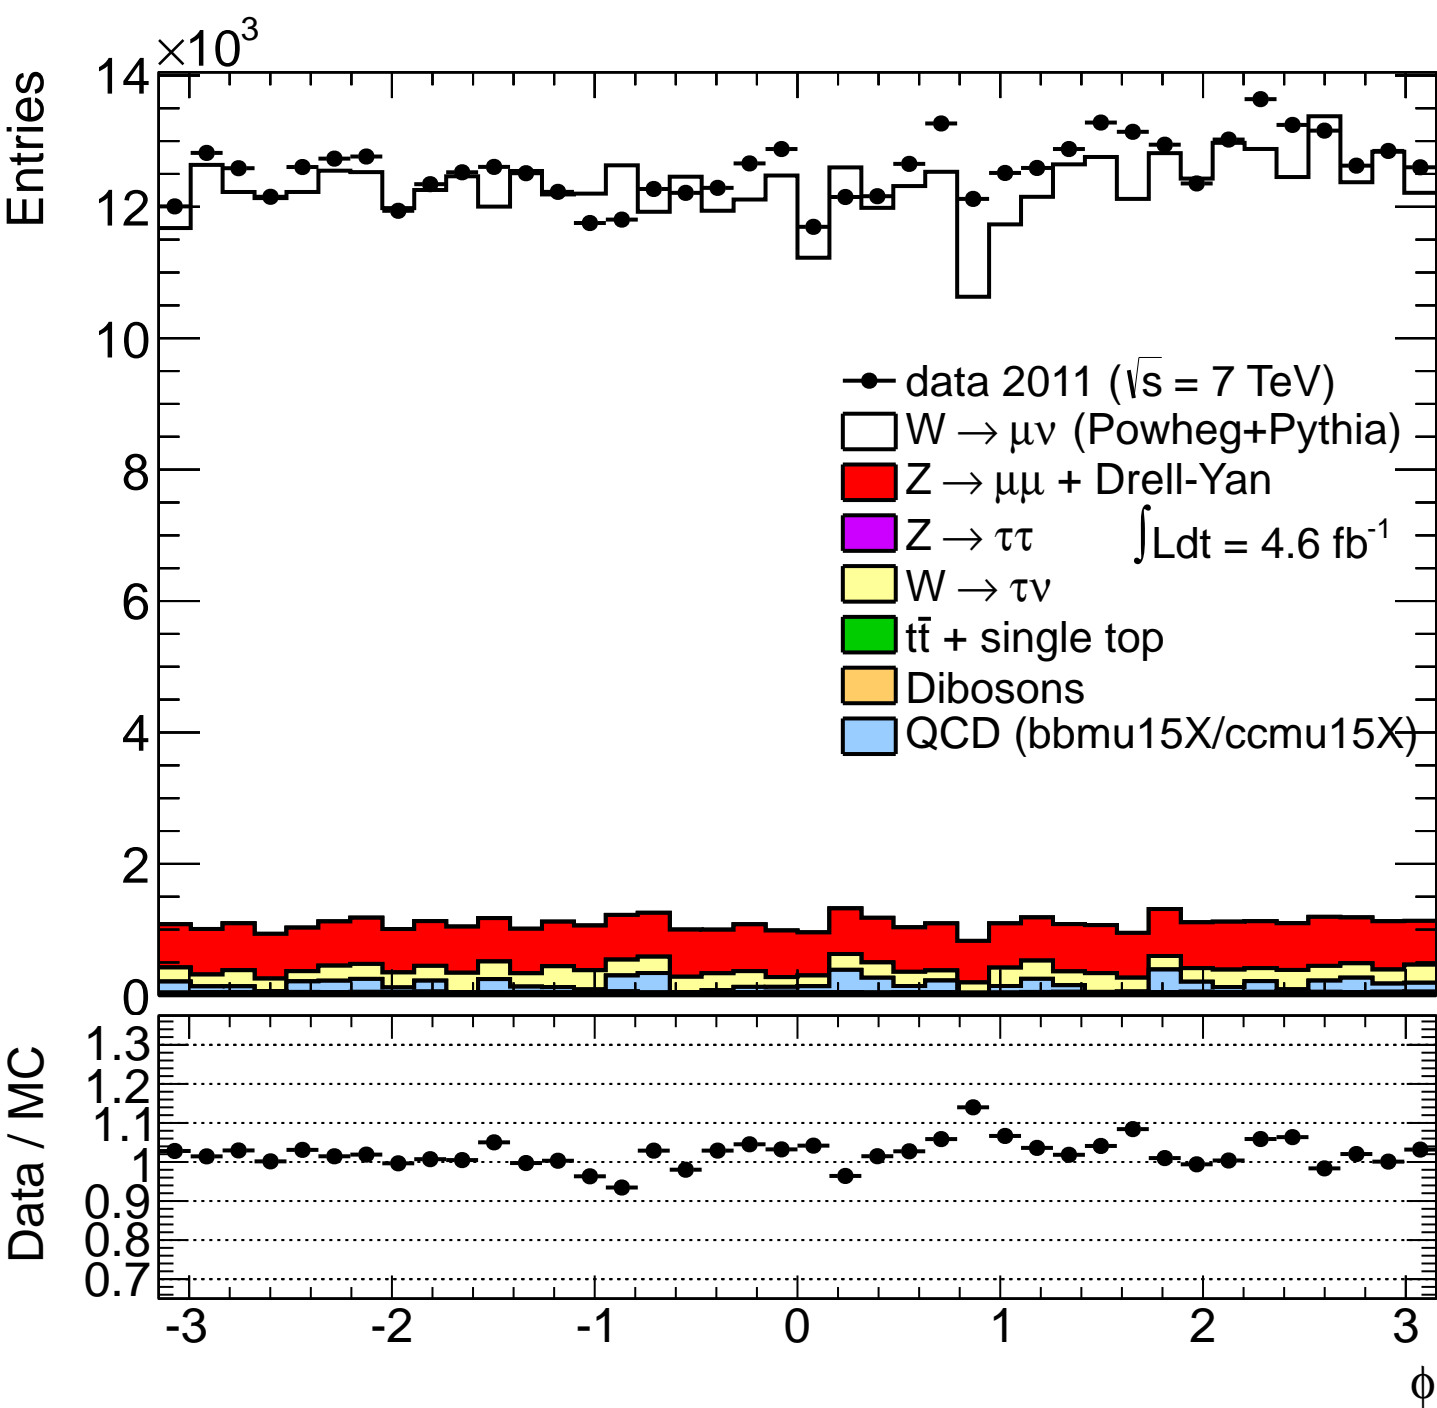 ×10³
Entries
14
12
10
8
6
4
2
0
data 2011 (√s = 7 TeV)
W → μν (Powheg+Pythia)
Z → μμ + Drell-Yan
Z → ττ
∫Ldt = 4.6 fb⁻¹
W → τν
tt̄ + single top
Dibosons
QCD (bbmu15X/ccmu15X)
Data / MC
1.3
1.2
1.1
1
0.9
0.8
0.7
-3 -2 -1 0 1 2 3
ϕ